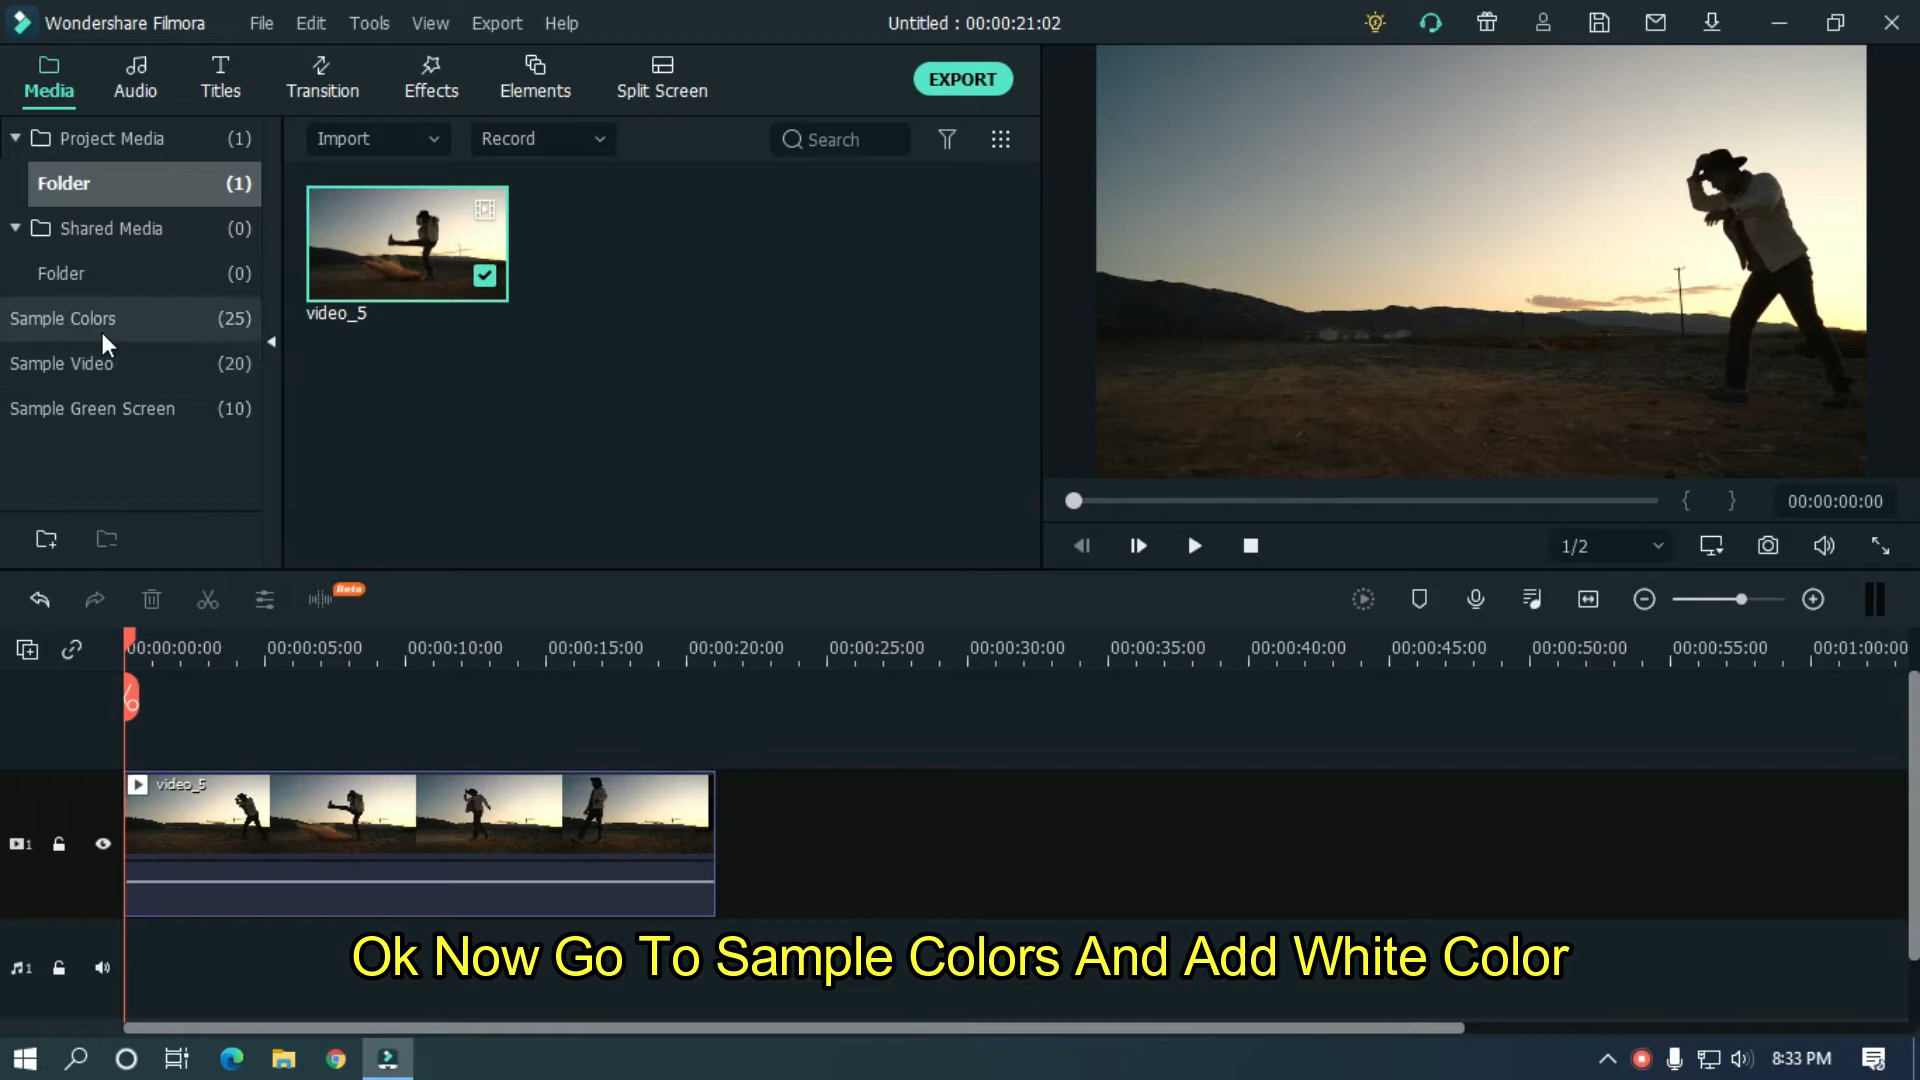 Wondershare Filmora File Edit Tools View Export Help Untitled : 00:00:21:02
Media Audio Titles Transition Effects Elements Split Screen EXPORT
Project Media (1)
Folder (1)
Shared Media (0)
Folder (0)
Sample Colors (25)
Sample Video (20)
Sample Green Screen (10)
Import Record Search
video_5
{ } 00:00:00:00
1/2
Beta
00:00:00:00 00:00:05:00 00:00:10:00 00:00:15:00 00:00:20:00 00:00:25:00 00:00:30:00 00:00:35:00 00:00:40:00 00:00:45:00 00:00:50:00 00:00:55:00 00:01:00:00
video_5
1
1
Ok Now Go To Sample Colors And Add White Color
8:33 PM